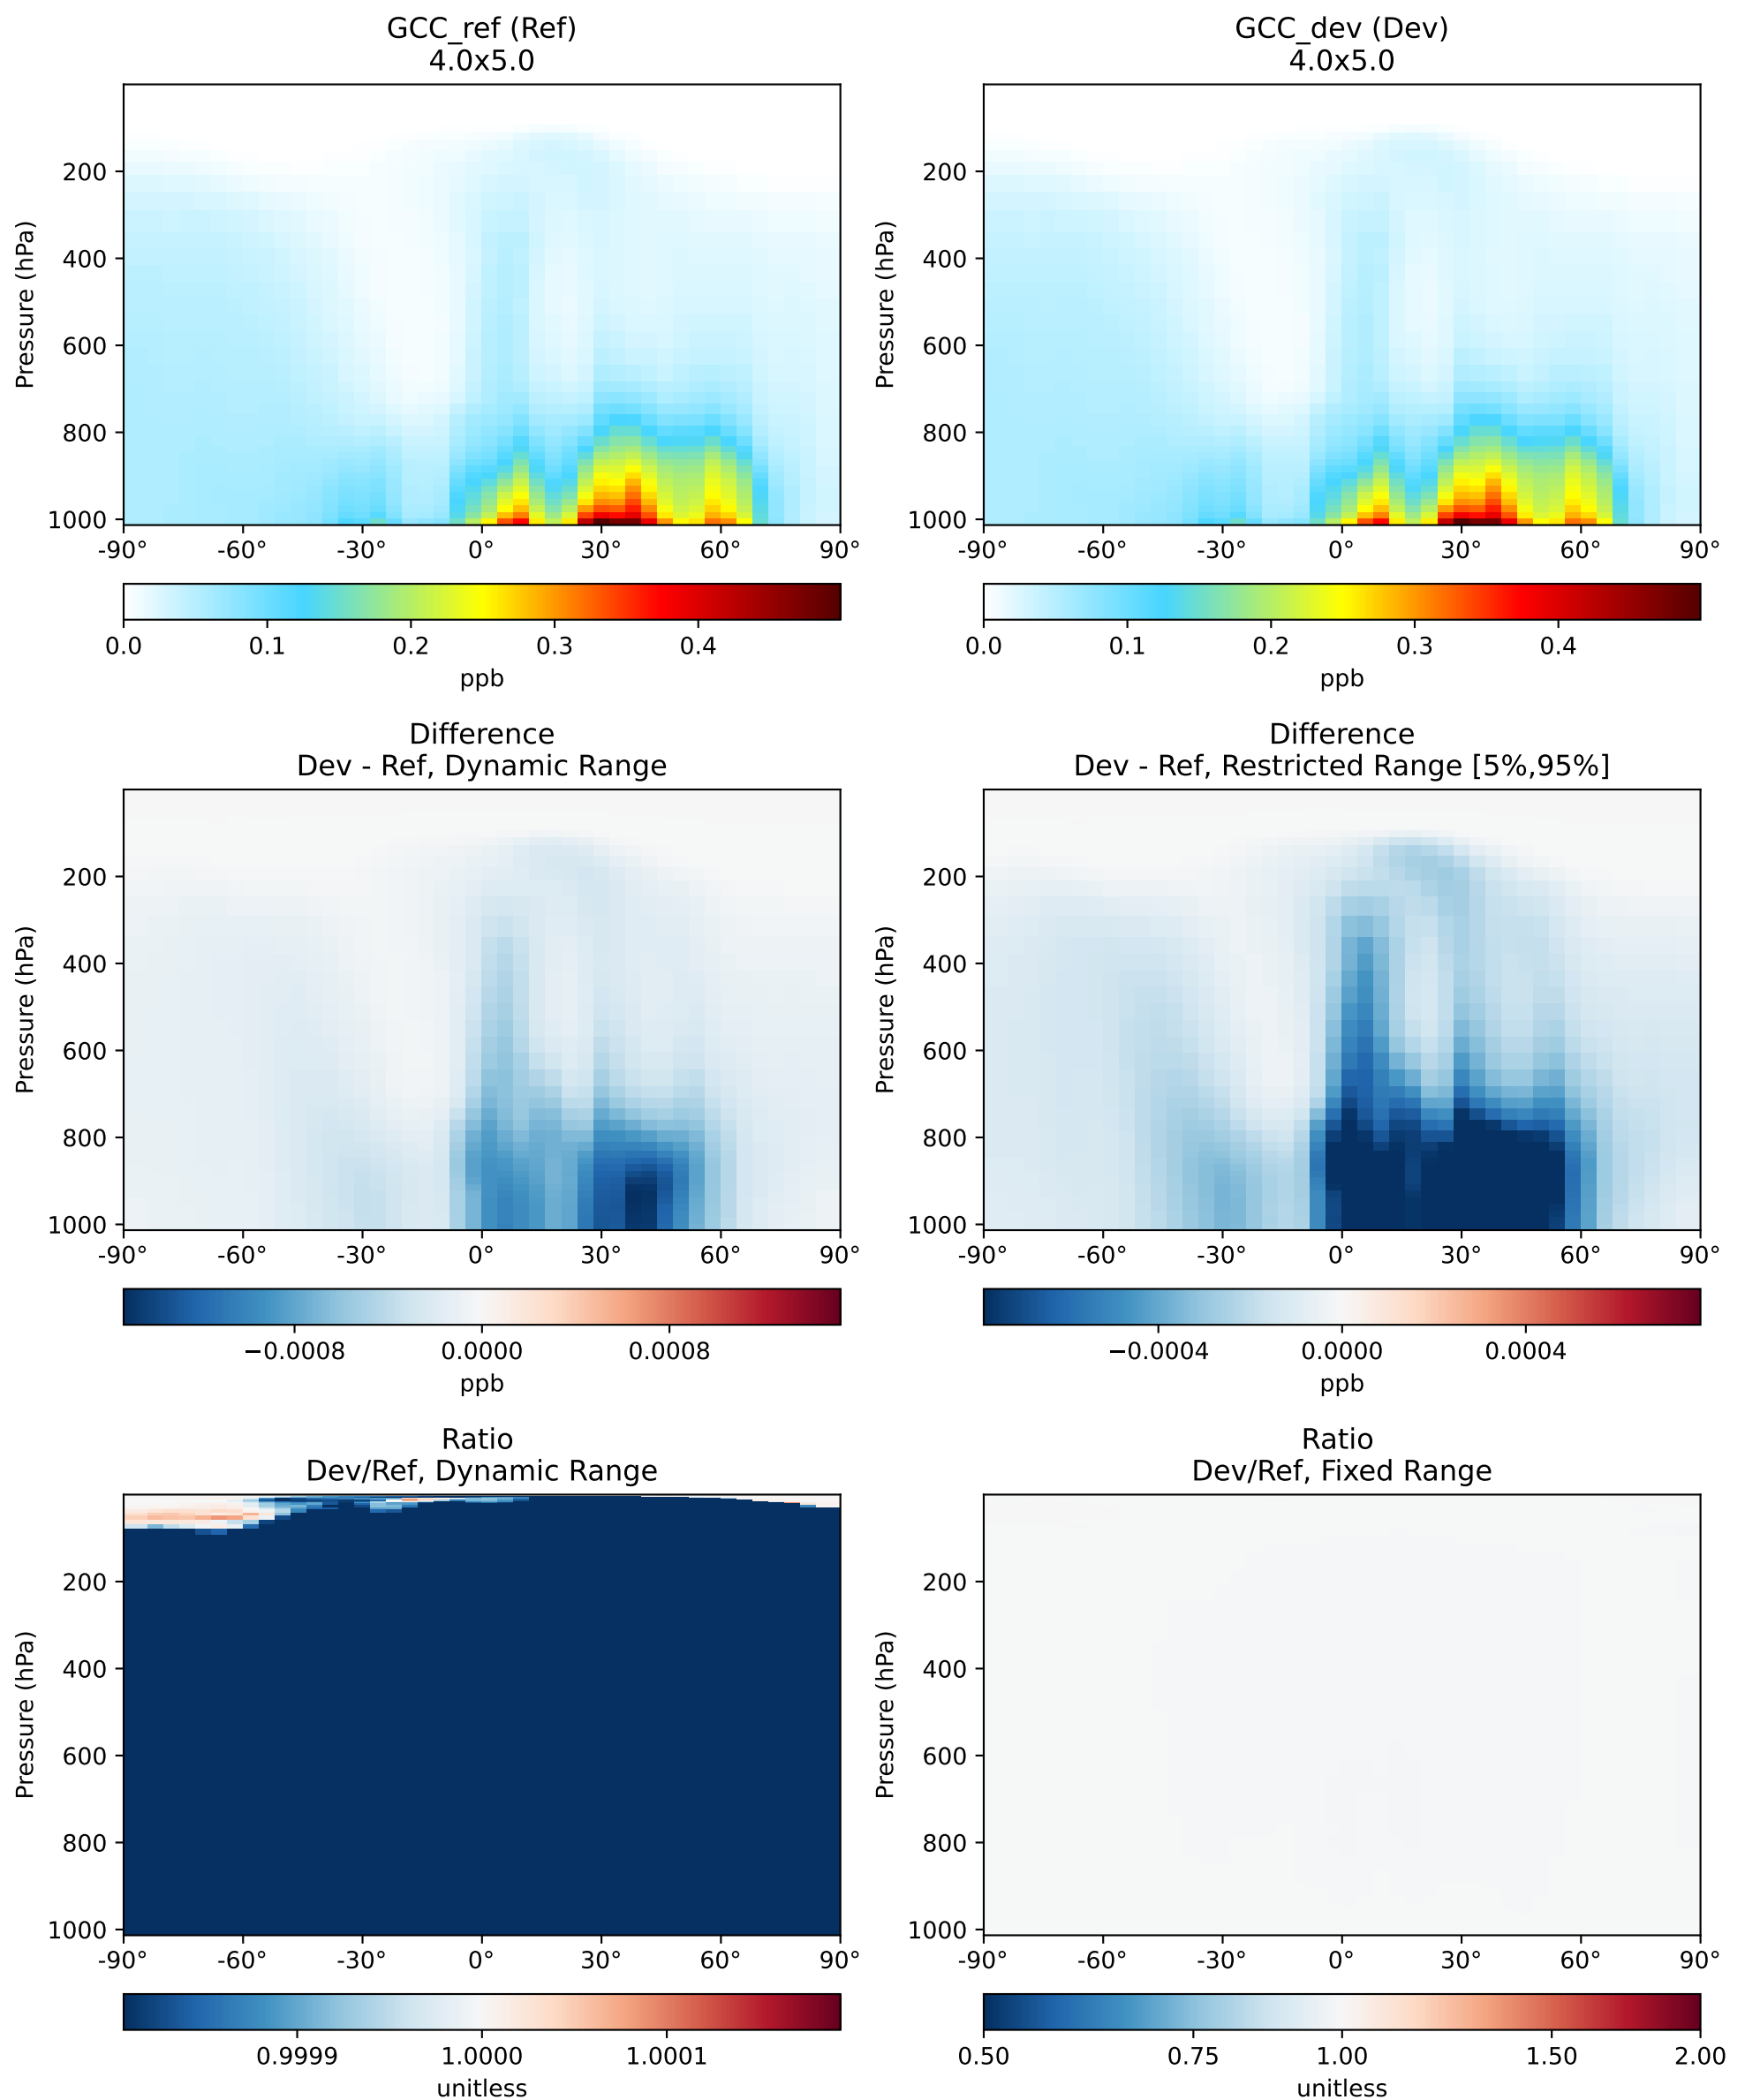 GCC_ref (Ref)
4.0x5.0
Pressure (hPa)
200
400
600
800
1000
-90° -60° -30° 0° 30° 60° 90°
0.0 0.1 0.2 0.3 0.4
ppb
GCC_dev (Dev)
4.0x5.0
Pressure (hPa)
200
400
600
800
1000
-90° -60° -30° 0° 30° 60° 90°
0.0 0.1 0.2 0.3 0.4
ppb
Difference
Dev - Ref, Dynamic Range
Pressure (hPa)
200
400
600
800
1000
-90° -60° -30° 0° 30° 60° 90°
−0.0008 0.0000 0.0008
ppb
Difference
Dev - Ref, Restricted Range [5%,95%]
Pressure (hPa)
200
400
600
800
1000
-90° -60° -30° 0° 30° 60° 90°
−0.0004 0.0000 0.0004
ppb
Ratio
Dev/Ref, Dynamic Range
Pressure (hPa)
200
400
600
800
1000
-90° -60° -30° 0° 30° 60° 90°
0.9999 1.0000 1.0001
unitless
Ratio
Dev/Ref, Fixed Range
Pressure (hPa)
200
400
600
800
1000
-90° -60° -30° 0° 30° 60° 90°
0.50 0.75 1.00 1.50 2.00
unitless